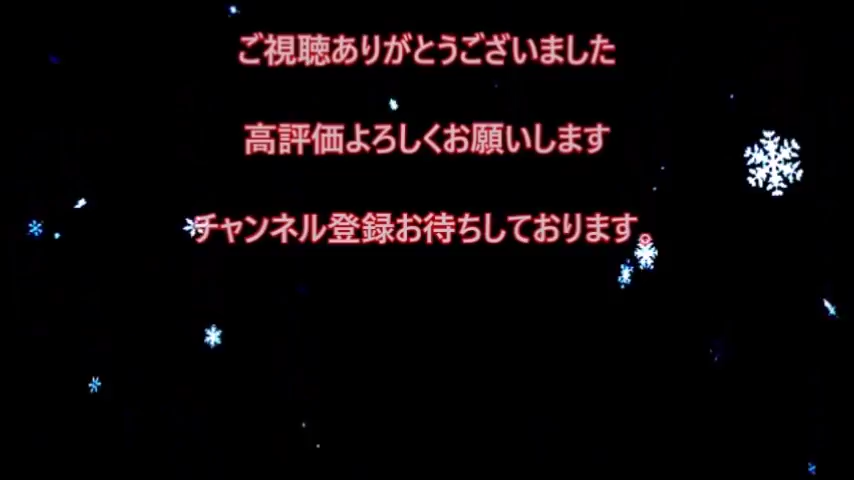 ご視聴ありがとうございました
高評価よろしくお願いします
チャンネル登録お待ちしております。